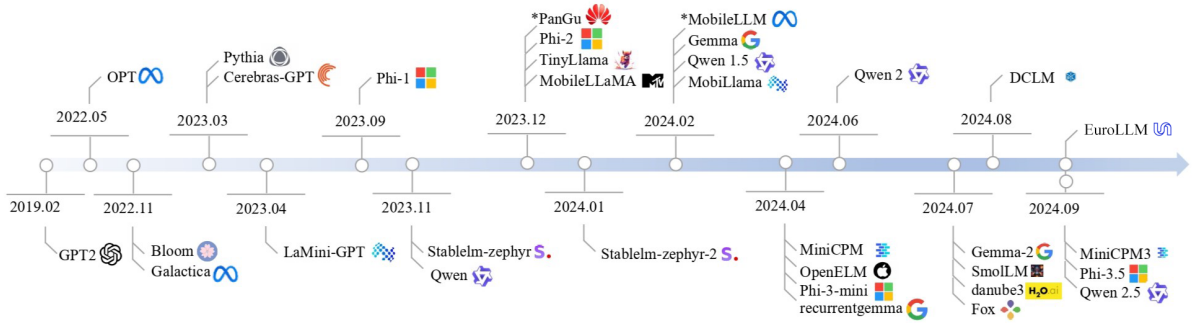 *PanGu
Phi-2
TinyLlama
MobileLLaMA
*MobileLLM
Gemma
Qwen 1.5
MobiLlama
Pythia
Cerebras-GPT
OPT
Phi-1
Qwen 2
DCLM
EuroLLM
2022.05
2023.03
2023.09
2023.12
2024.02
2024.06
2024.08
2019.02
2022.11
2023.04
2023.11
2024.01
2024.04
2024.07
2024.09
GPT2
Bloom
Galactica
LaMini-GPT
Stablelm-zephyr S.
Qwen
Stablelm-zephyr-2 S.
MiniCPM
OpenELM
Phi-3-mini
recurrentgemma
Gemma-2
SmolLM
danube3 H2O.ai
Fox
MiniCPM3
Phi-3.5
Qwen 2.5